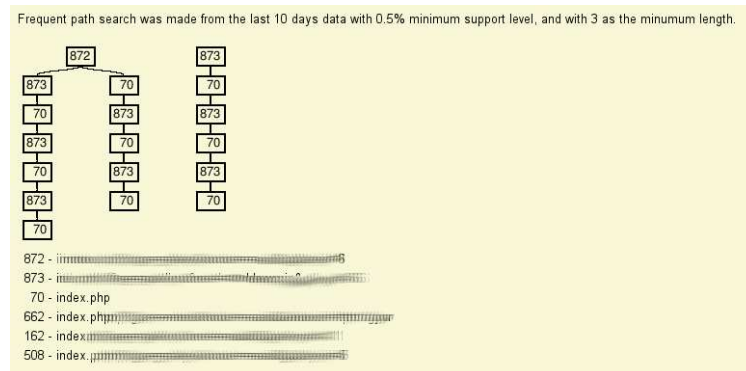 Frequent path search was made from the last 10 days data with 0.5% minimum support level, and with 3 as the minumum length.
872 873
873 70 70
70 873 873
873 70 70
70 873 873
873 70 70
70
872 -
873 -
70 - index.php
662 - index.php
162 - index
508 - index.